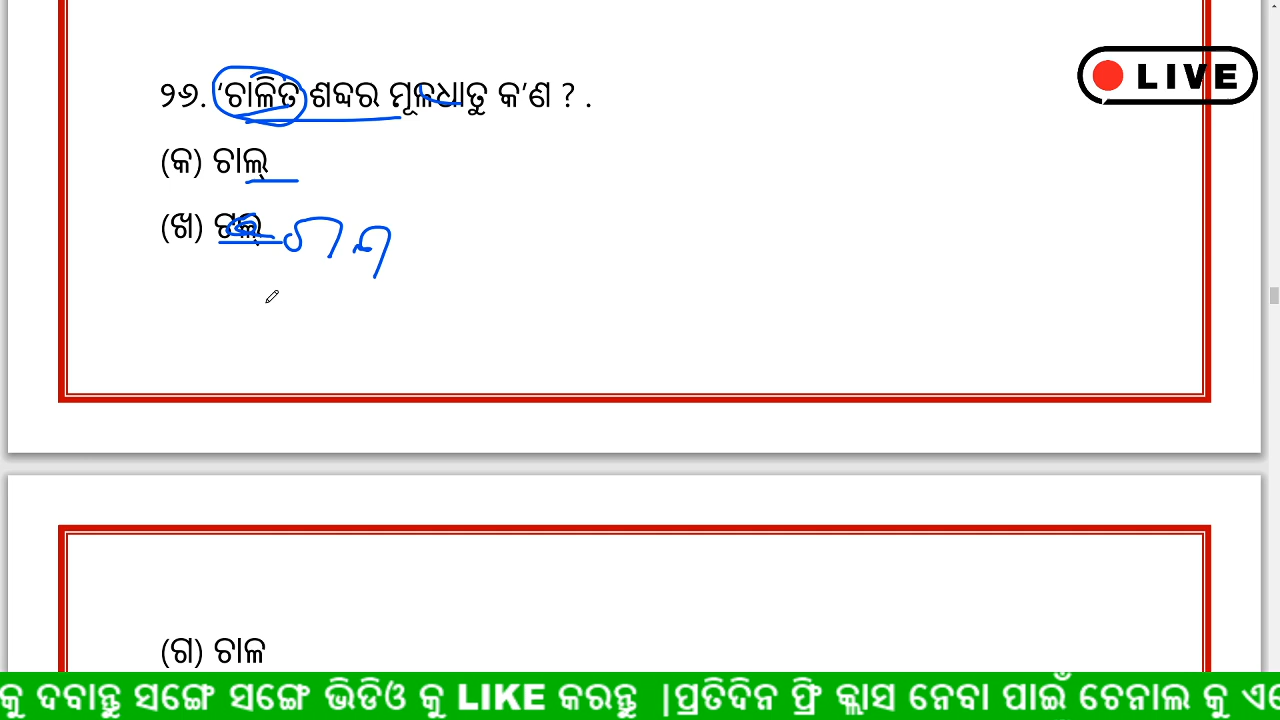 ୨୬. 'ଚାଳିତ ଶବ୍ଦର ମୂଳଧାତୁ କ'ଣ ? .
LIVE
(କ) ଚାଲ୍
(ଖ)
(ଗ) ଚାଳ
କୁ ଦବାନ୍ତୁ ସଙ୍ଗେ ସଙ୍ଗେ ଭିଡିଓ କୁ LIKE କରନ୍ତୁ |ପ୍ରତିଦିନ ଫ୍ରି କ୍ଲାସ ନେବା ପାଇଁ ଚେନାଲ କୁ